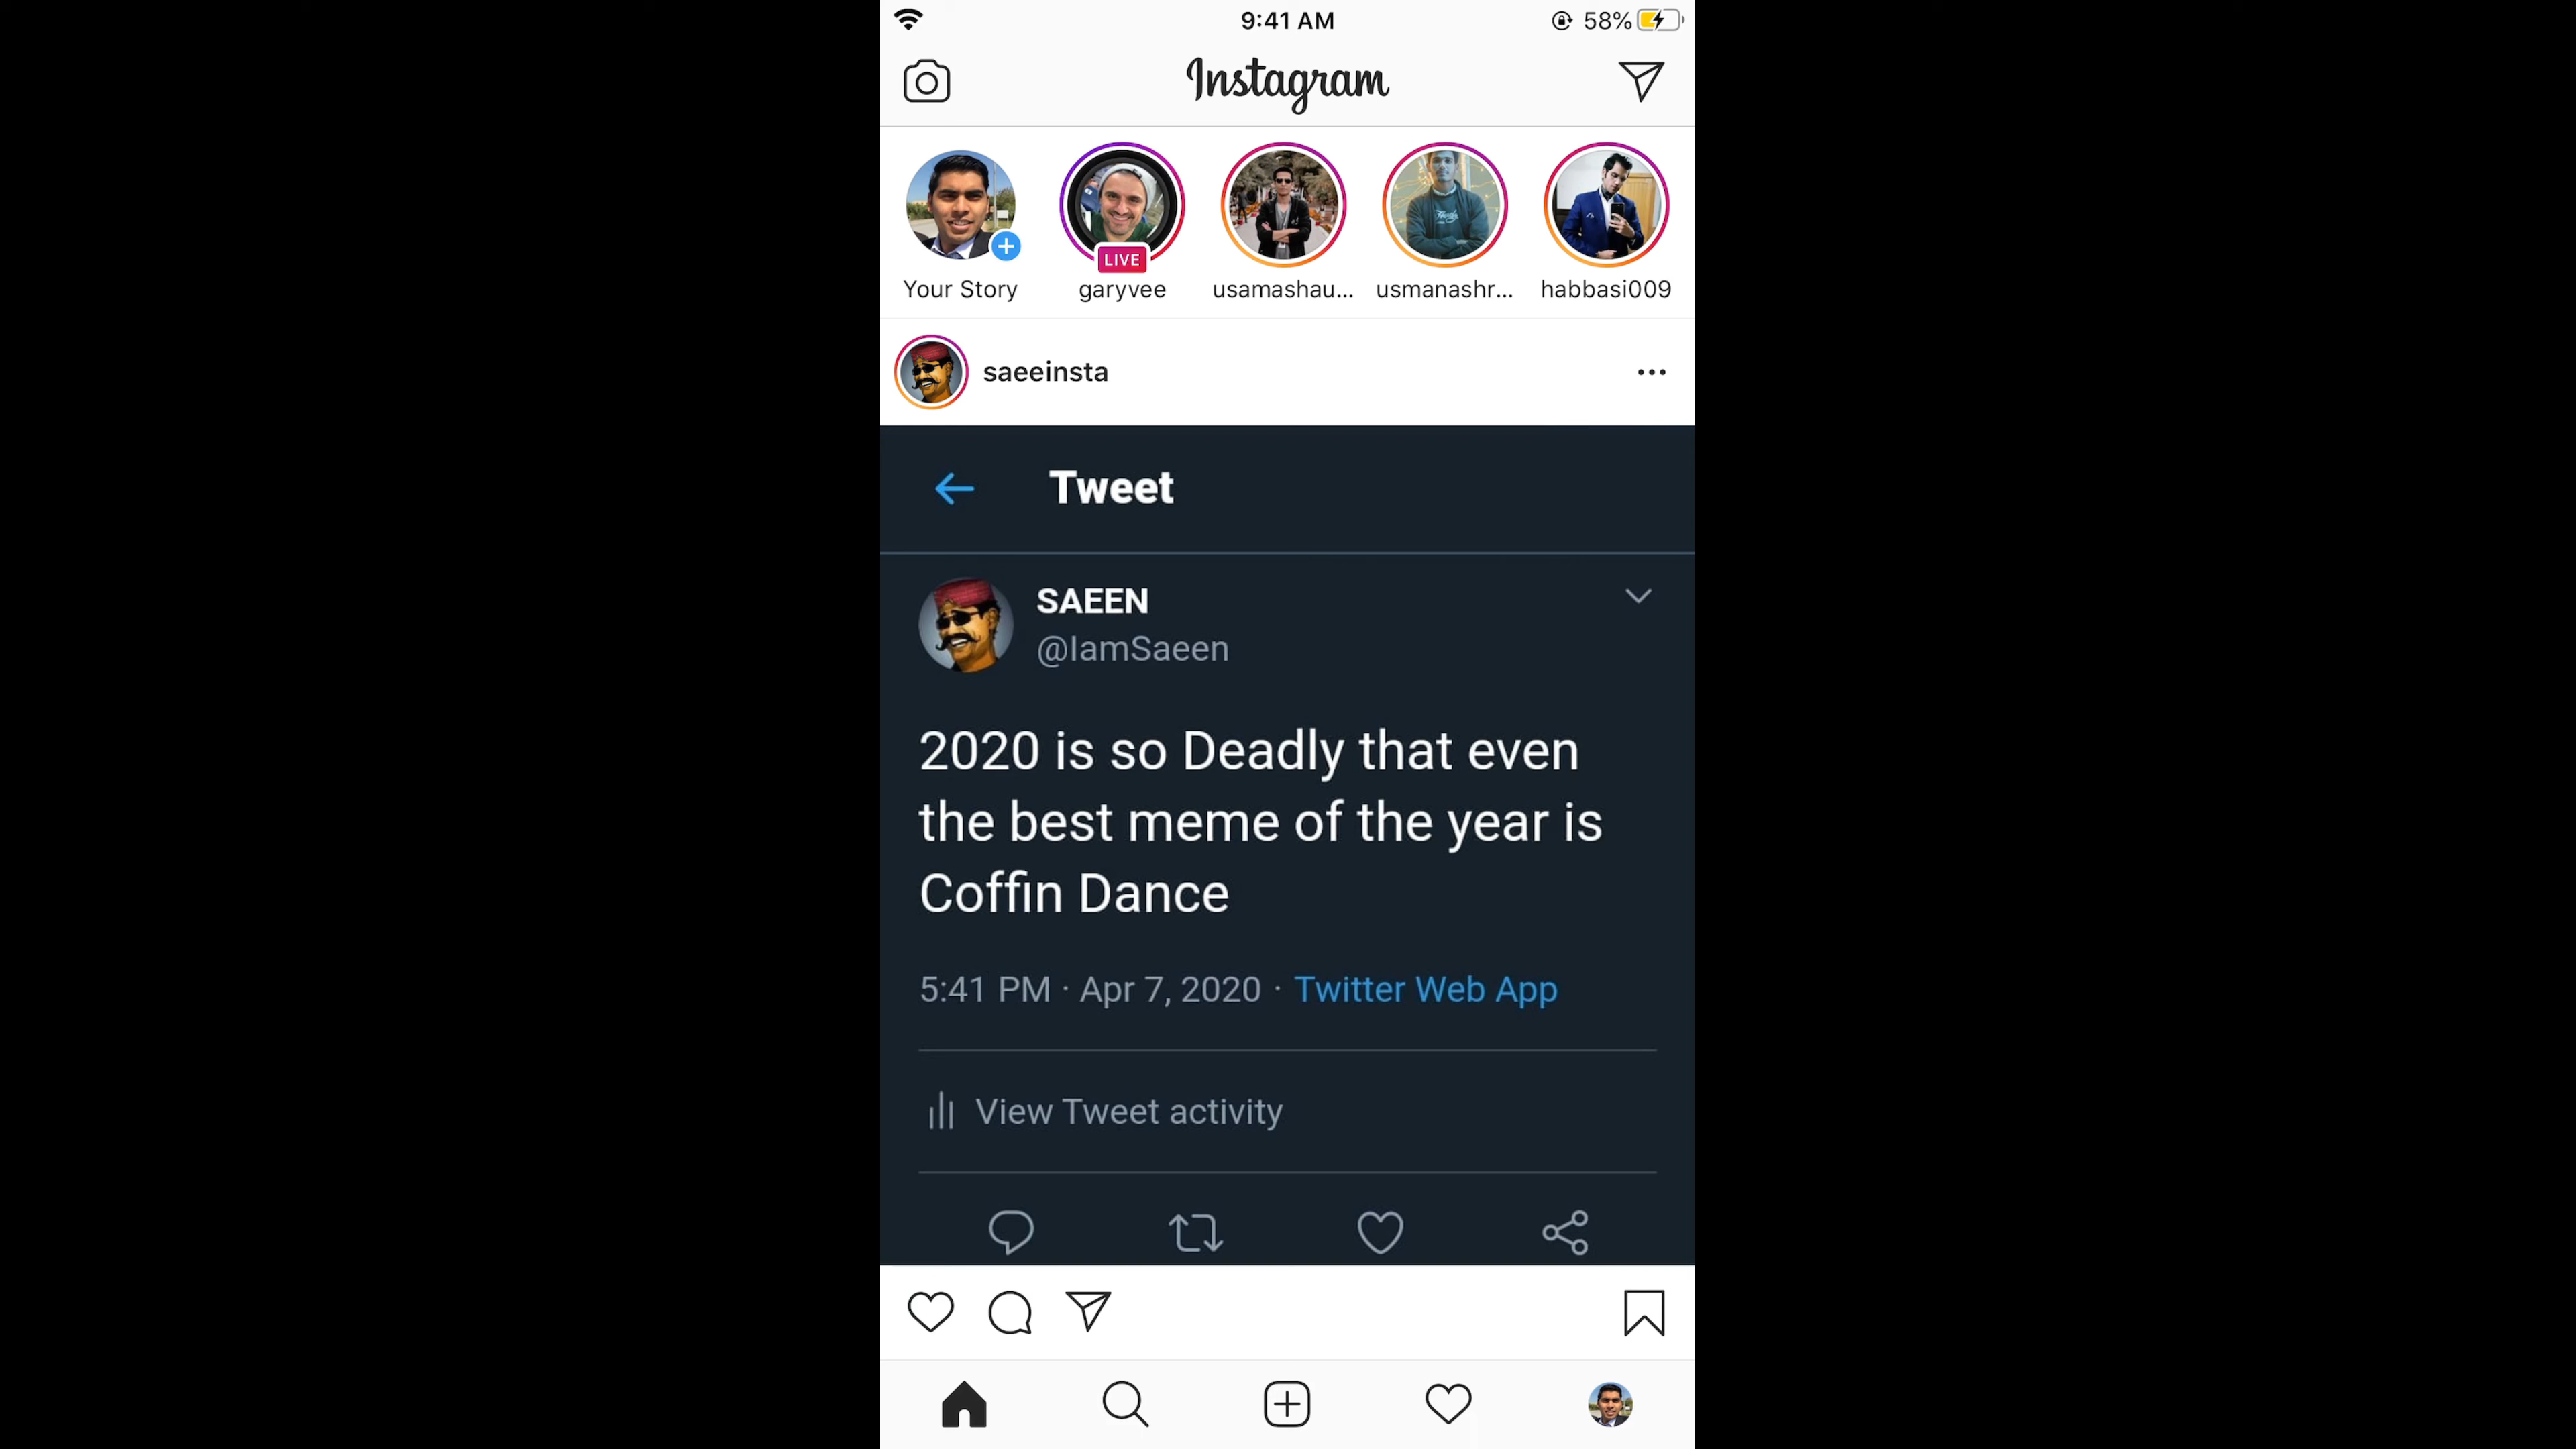 9:41 AM
58%
Instagram
LIVE
Your Story
garyvee
usamashau...
usmanashr...
habbasi009
saeeinsta
Tweet
SAEEN
@IamSaeen
2020 is so Deadly that even
the best meme of the year is
Coffin Dance
5:41 PM · Apr 7, 2020 · Twitter Web App
View Tweet activity